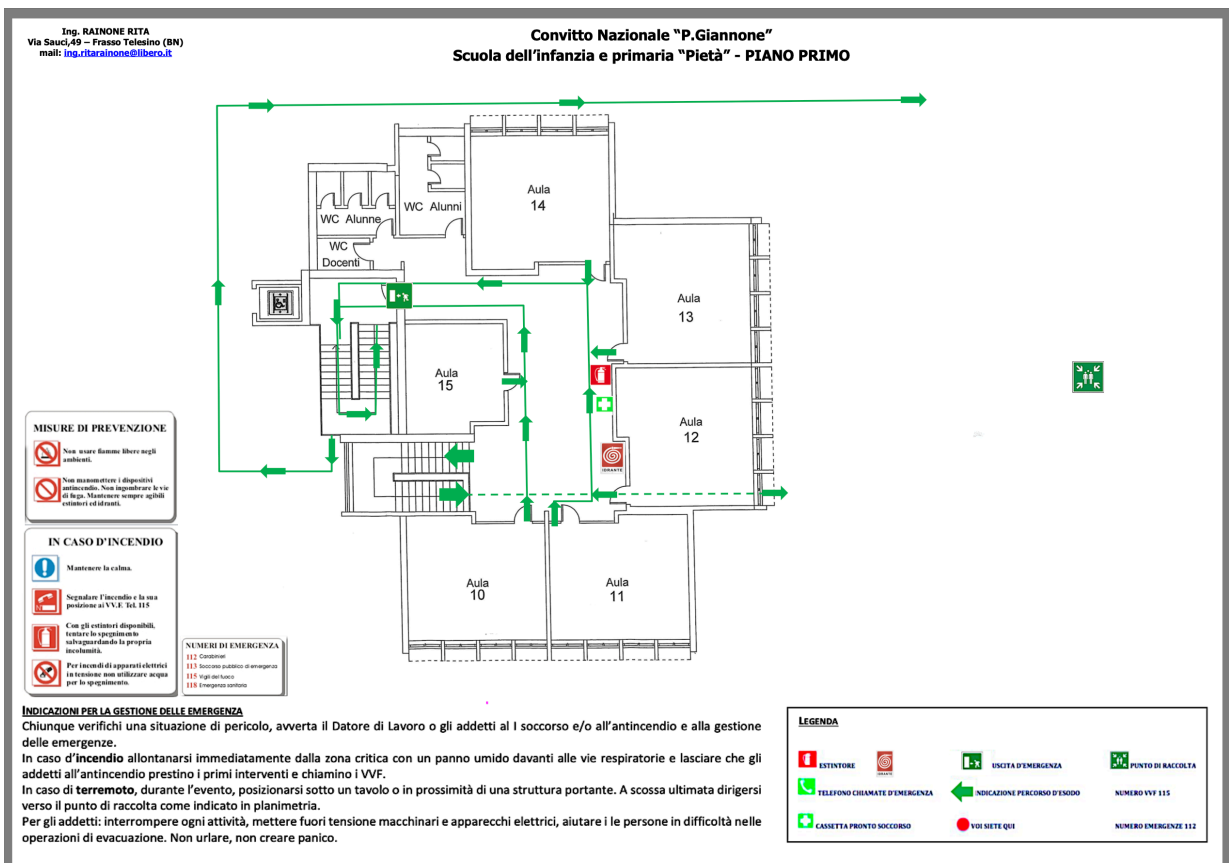 Ing. RAINONE RITA
Via Sauci,49 – Frasso Telesino (BN)
mail: ing.ritarainone@libero.it
Convitto Nazionale “P.Giannone”
Scuola dell’infanzia e primaria “Pietà” - PIANO PRIMO
Aula
14
WC Alunne
WC Alunni
WC
Docenti
Aula
13
Aula
15
Aula
12
IDRANTE
Aula
10
Aula
11
MISURE DI PREVENZIONE
Non usare fiamme libere negli
ambienti.
Non manomettere i dispositivi
antincendio. Non ingombrare le vie
di fuga. Mantenere sempre agibili
estintori ed idranti.
IN CASO D’INCENDIO
Mantenere la calma.
Segnalare l’incendio e la sua
posizione ai VV.F. Tel. 115
Con gli estintori disponibili,
tentare lo spegnimento
salvaguardando la propria
incolumità.
Per incendi di apparati elettrici
in tensione non utilizzare acqua
per lo spegnimento.
NUMERI DI EMERGENZA
112 Carabinieri
113 Soccorso pubblico di emergenza
115 Vigili del fuoco
118 Emergenza sanitaria
INDICAZIONI PER LA GESTIONE DELLE EMERGENZA
Chiunque verifichi una situazione di pericolo, avverta il Datore di Lavoro o gli addetti al I soccorso e/o all’antincendio e alla gestione
delle emergenze.
In caso d’incendio allontanarsi immediatamente dalla zona critica con un panno umido davanti alle vie respiratorie e lasciare che gli
addetti all’antincendio prestino i primi interventi e chiamino i VVF.
In caso di terremoto, durante l’evento, posizionarsi sotto un tavolo o in prossimità di una struttura portante. A scossa ultimata dirigersi
verso il punto di raccolta come indicato in planimetria.
Per gli addetti: interrompere ogni attività, mettere fuori tensione macchinari e apparecchi elettrici, aiutare i le persone in difficoltà nelle
operazioni di evacuazione. Non urlare, non creare panico.
LEGENDA
ESTINTORE
IDRANTE
USCITA D’EMERGENZA
PUNTO DI RACCOLTA
TELEFONO CHIAMATE D’EMERGENZA
INDICAZIONE PERCORSO D’ESODO
NUMERO VVF 115
CASSETTA PRONTO SOCCORSO
VOI SIETE QUI
NUMERO EMERGENZE 112